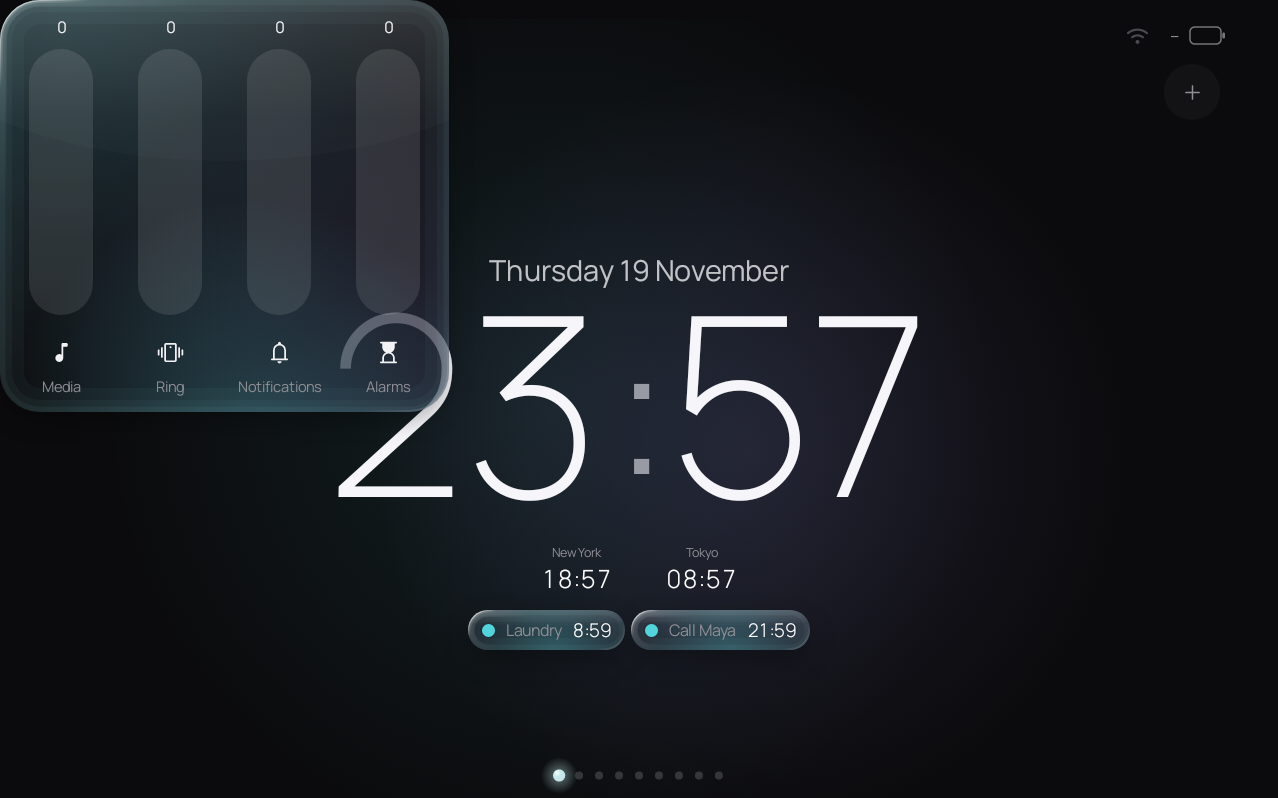 0 0 0 0
Media Ring Notifications Alarms
Thursday 19 November
23:57
New York Tokyo
18:57 08:57
Laundry 8:59 Call Maya 21:59